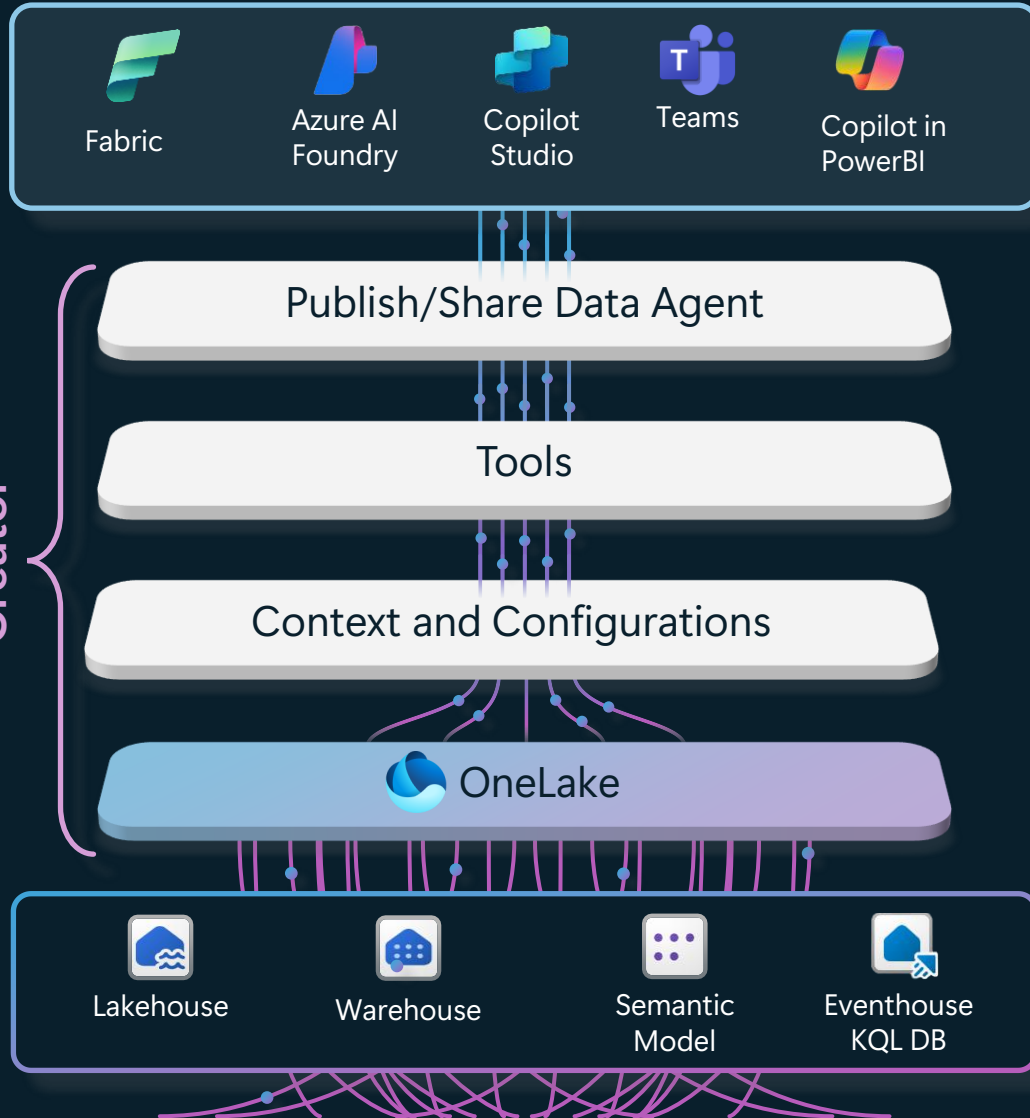 Fabric
Azure AI
Foundry
Copilot
Studio
T
Teams
Copilot in
PowerBI
Publish/Share Data Agent
Tools
Context and Configurations
OneLake
Lakehouse
Warehouse
Semantic
Model
Eventhouse
KQL DB